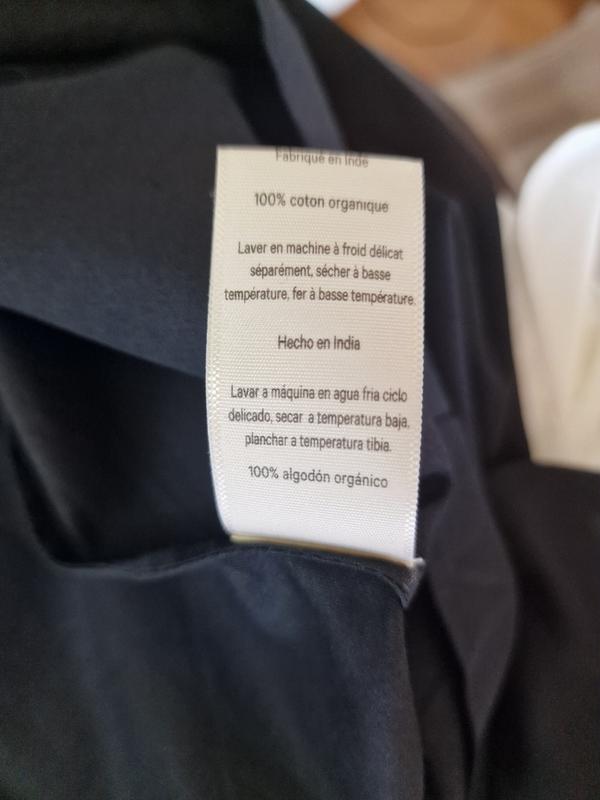 Fabriqué en Inde
100% coton organique
Laver en machine à froid délicat
séparément, sécher à basse
température, fer à basse température.
Hecho en India
Lavar a máquina en agua fria ciclo
delicado, secar a temperatura baja,
planchar a temperatura tibia.
100% algodón orgánico